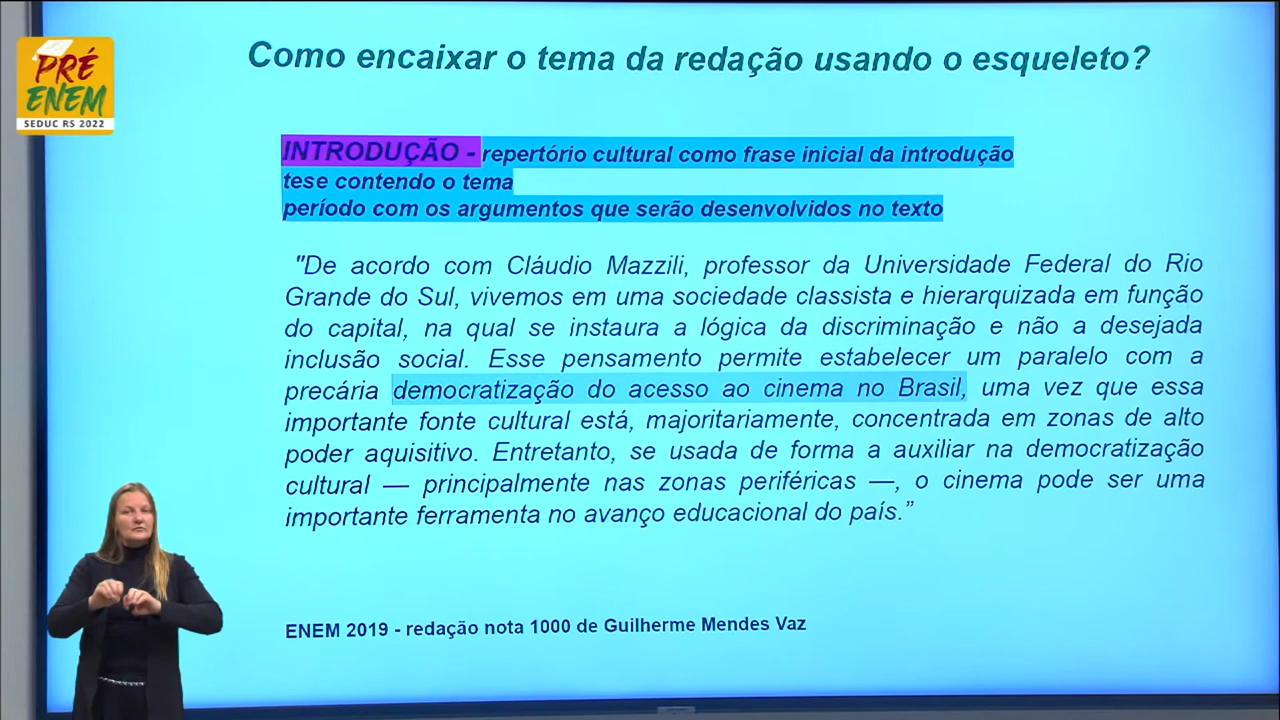 PRÉ
ENEM
SEDUC RS 2022
Como encaixar o tema da redação usando o esqueleto?
INTRODUÇÃO - repertório cultural como frase inicial da introdução
tese contendo o tema
período com os argumentos que serão desenvolvidos no texto
"De acordo com Cláudio Mazzili, professor da Universidade Federal do Rio
Grande do Sul, vivemos em uma sociedade classista e hierarquizada em função
do capital, na qual se instaura a lógica da discriminação e não a desejada
inclusão social. Esse pensamento permite estabelecer um paralelo com a
precária democratização do acesso ao cinema no Brasil, uma vez que essa
importante fonte cultural está, majoritariamente, concentrada em zonas de alto
poder aquisitivo. Entretanto, se usada de forma a auxiliar na democratização
cultural — principalmente nas zonas periféricas —, o cinema pode ser uma
importante ferramenta no avanço educacional do país.”
ENEM 2019 - redação nota 1000 de Guilherme Mendes Vaz